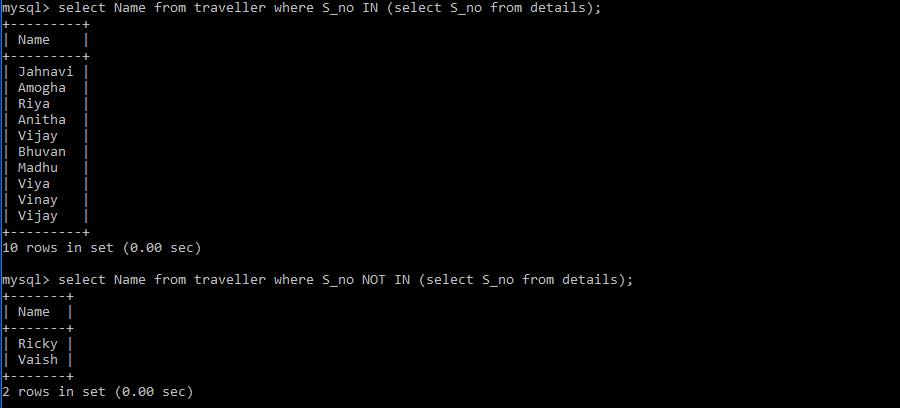 mysql> select Name from traveller where S_no IN (select S_no from details);
+---------+
| Name    |
+---------+
| Jahnavi |
| Amogha  |
| Riya    |
| Anitha  |
| Vijay   |
| Bhuvan  |
| Madhu   |
| Viya    |
| Vinay   |
| Vijay   |
+---------+
10 rows in set (0.00 sec)

mysql> select Name from traveller where S_no NOT IN (select S_no from details);
+-------+
| Name  |
+-------+
| Ricky |
| Vaish |
+-------+
2 rows in set (0.00 sec)